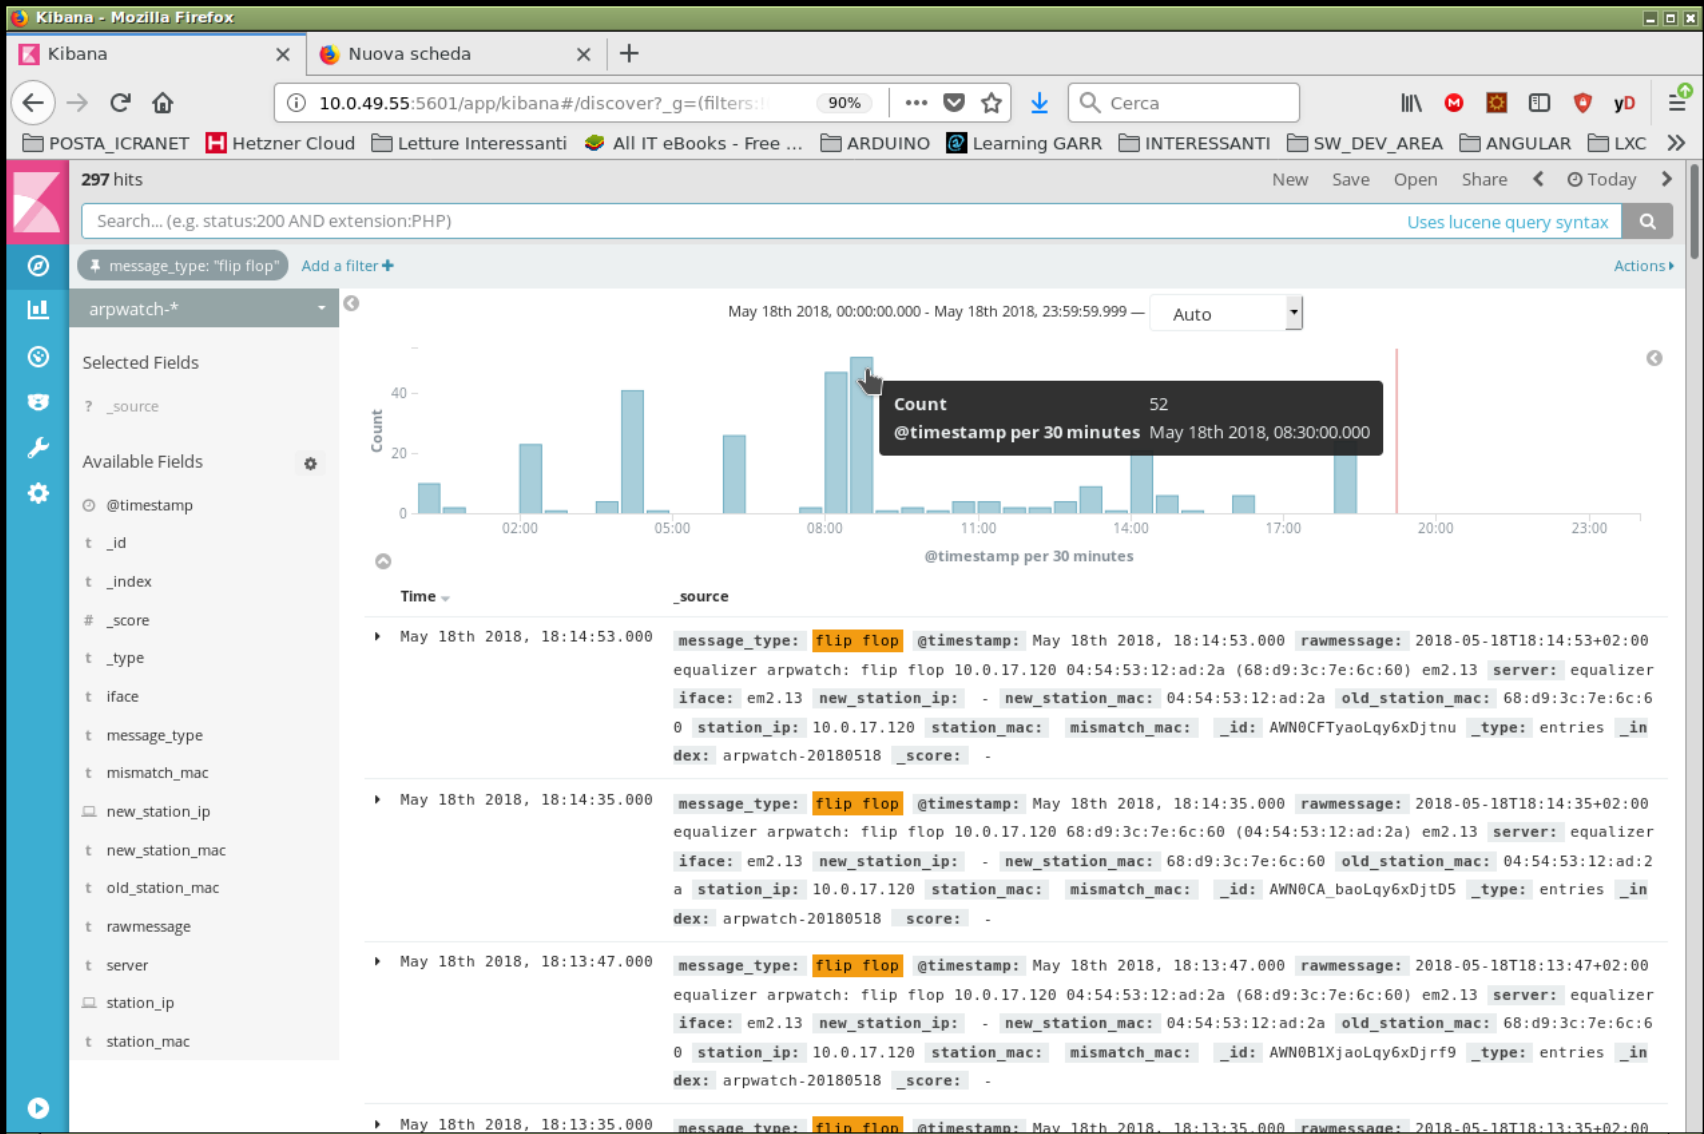 Kibana - Mozilla Firefox
Kibana
Nuova scheda
10.0.49.55:5601/app/kibana#/discover?_g=(filters:!
90%
Cerca
yD
POSTA_ICRANET
Hetzner Cloud
Letture Interessanti
All IT eBooks - Free ...
ARDUINO
Learning GARR
INTERESSANTI
SW_DEV_AREA
ANGULAR
LXC
297 hits
New
Save
Open
Share
Today
Search... (e.g. status:200 AND extension:PHP)
Uses lucene query syntax
message_type: "flip flop"
Add a filter
Actions
arpwatch-*
Selected Fields
? _source
Available Fields
@timestamp
t _id
t _index
# _score
t _type
t iface
t message_type
t mismatch_mac
new_station_ip
t new_station_mac
t old_station_mac
t rawmessage
t server
station_ip
t station_mac
May 18th 2018, 00:00:00.000 - May 18th 2018, 23:59:59.999 —
Auto
Count
40
20
0
Count 52
@timestamp per 30 minutes May 18th 2018, 08:30:00.000
02:00
05:00
08:00
11:00
14:00
17:00
20:00
23:00
@timestamp per 30 minutes
Time
_source
May 18th 2018, 18:14:53.000
message_type: flip flop @timestamp: May 18th 2018, 18:14:53.000 rawmessage: 2018-05-18T18:14:53+02:00
equalizer arpwatch: flip flop 10.0.17.120 04:54:53:12:ad:2a (68:d9:3c:7e:6c:60) em2.13 server: equalizer
iface: em2.13 new_station_ip: - new_station_mac: 04:54:53:12:ad:2a old_station_mac: 68:d9:3c:7e:6c:6
0 station_ip: 10.0.17.120 station_mac: mismatch_mac: _id: AWN0CFTyaoLqy6xDjtnu _type: entries _in
dex: arpwatch-20180518 _score: -
May 18th 2018, 18:14:35.000
message_type: flip flop @timestamp: May 18th 2018, 18:14:35.000 rawmessage: 2018-05-18T18:14:35+02:00
equalizer arpwatch: flip flop 10.0.17.120 68:d9:3c:7e:6c:60 (04:54:53:12:ad:2a) em2.13 server: equalizer
iface: em2.13 new_station_ip: - new_station_mac: 68:d9:3c:7e:6c:60 old_station_mac: 04:54:53:12:ad:2
a station_ip: 10.0.17.120 station_mac: mismatch_mac: _id: AWN0CA_baoLqy6xDjtD5 _type: entries _in
dex: arpwatch-20180518 _score: -
May 18th 2018, 18:13:47.000
message_type: flip flop @timestamp: May 18th 2018, 18:13:47.000 rawmessage: 2018-05-18T18:13:47+02:00
equalizer arpwatch: flip flop 10.0.17.120 04:54:53:12:ad:2a (68:d9:3c:7e:6c:60) em2.13 server: equalizer
iface: em2.13 new_station_ip: - new_station_mac: 04:54:53:12:ad:2a old_station_mac: 68:d9:3c:7e:6c:6
0 station_ip: 10.0.17.120 station_mac: mismatch_mac: _id: AWN0B1XjaoLqy6xDjrf9 _type: entries _in
dex: arpwatch-20180518 _score: -
May 18th 2018, 18:13:35.000
message_type: flip flop @timestamp: May 18th 2018, 18:13:35.000 rawmessage: 2018-05-18T18:13:35+02:00